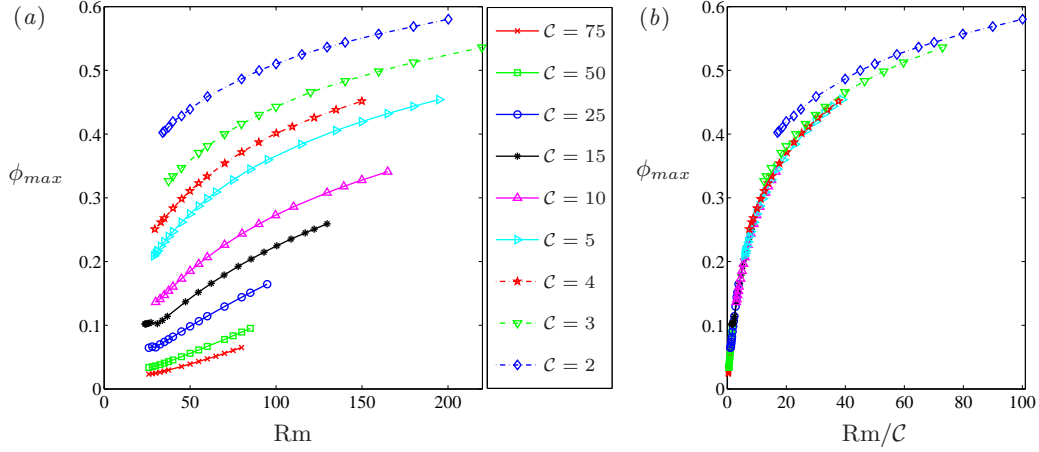 (a)
0.6
0.5
0.4
0.3
0.2
0.1
0
ϕmax
0
50
100
150
200
Rm
𝒞 = 75
𝒞 = 50
𝒞 = 25
𝒞 = 15
𝒞 = 10
𝒞 = 5
𝒞 = 4
𝒞 = 3
𝒞 = 2
(b)
0.6
0.5
0.4
0.3
0.2
0.1
0
ϕmax
0
20
40
60
80
100
Rm/𝒞